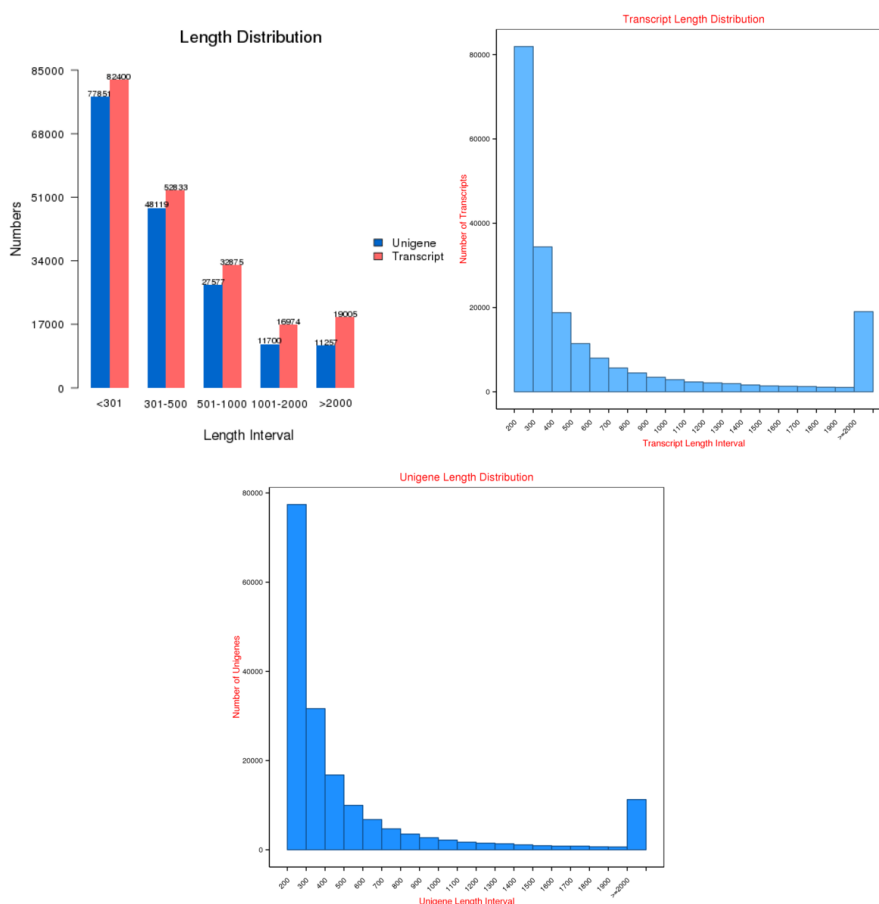 Length Distribution
Numbers
85000
68000
51000
34000
17000
0
77851
82400
48119
52833
27577
32875
11700
16974
11257
19005
<301 301-500 501-1000 1001-2000 >2000
Length Interval
Unigene
Transcript
Transcript Length Distribution
Number of Transcripts
80000
60000
40000
20000
0
200 300 400 500 600 700 800 900 1000 1100 1200 1300 1400 1500 1600 1700 1800 1900 >=2000
Transcript Length Interval
Unigene Length Distribution
Number of Unigenes
80000
60000
40000
20000
0
200 300 400 500 600 700 800 900 1000 1100 1200 1300 1400 1500 1600 1700 1800 1900 >=2000
Unigene Length Interval